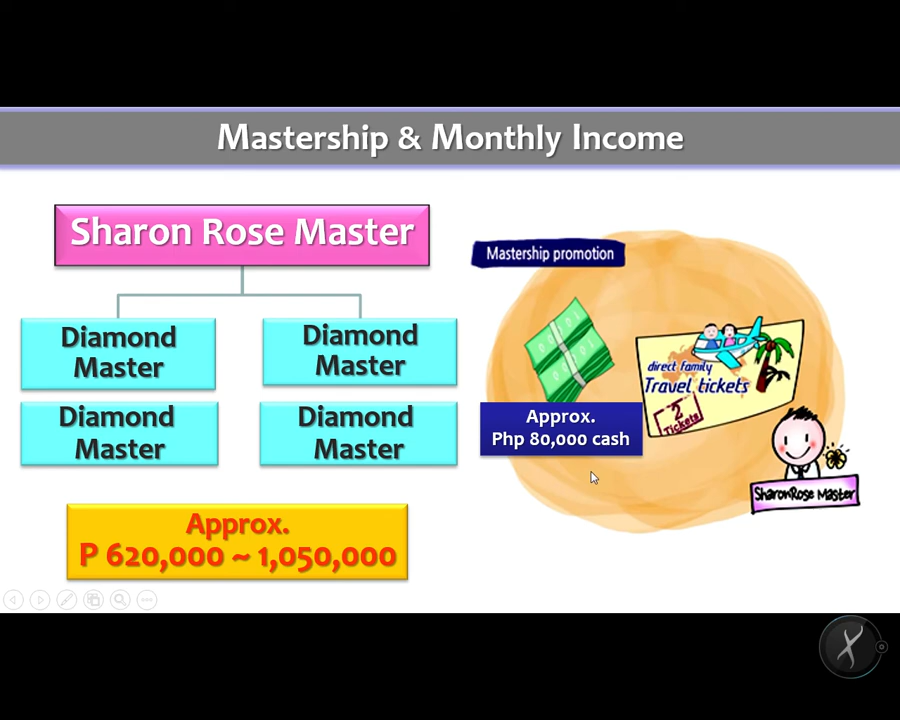 Mastership & Monthly Income
Sharon Rose Master
Diamond
Master
Diamond
Master
Diamond
Master
Diamond
Master
Approx.
P 620,000 ~ 1,050,000
Mastership promotion
direct family
Travel tickets
2
Tickets
Approx.
Php 80,000 cash
SharonRose Master